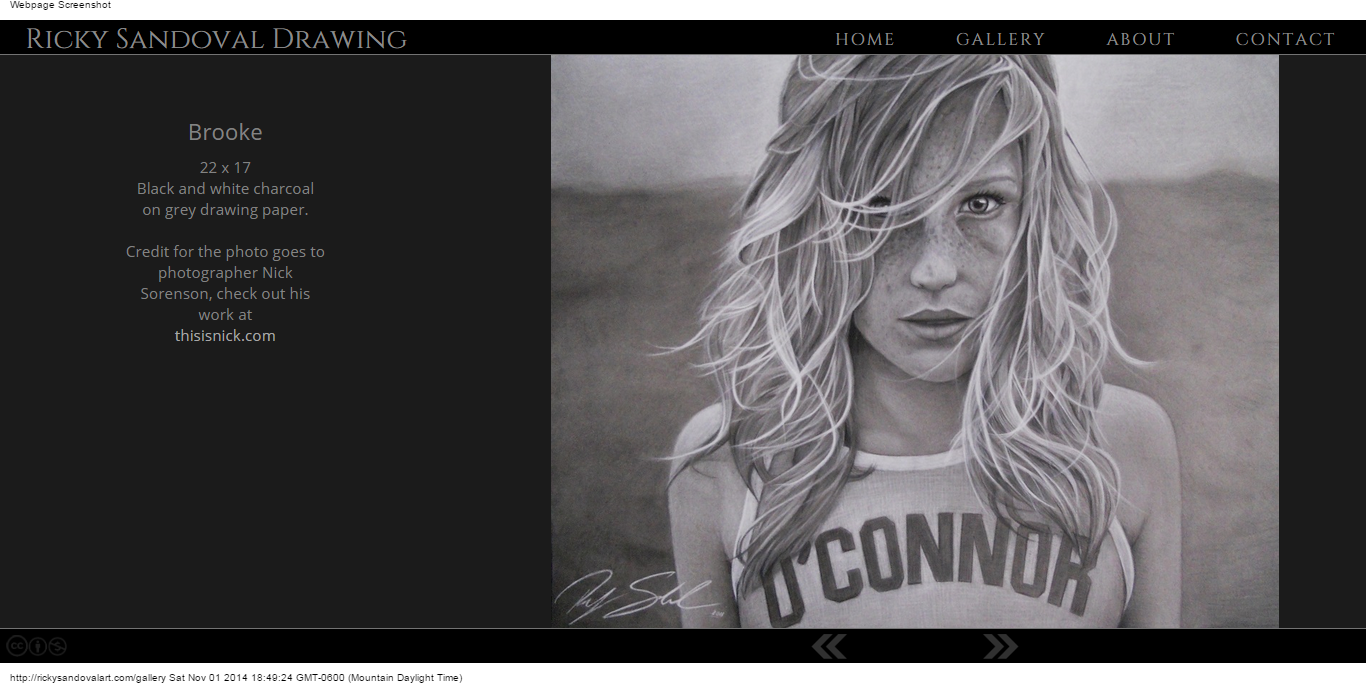 Webpage Screenshot
Ricky Sandoval Drawing
HOME
GALLERY
ABOUT
CONTACT
Brooke
22 x 17
Black and white charcoal
on grey drawing paper.
Credit for the photo goes to
photographer Nick
Sorenson, check out his
work at
thisisnick.com
O'CONNOR
cc
http://rickysandovalart.com/gallery Sat Nov 01 2014 18:49:24 GMT-0600 (Mountain Daylight Time)